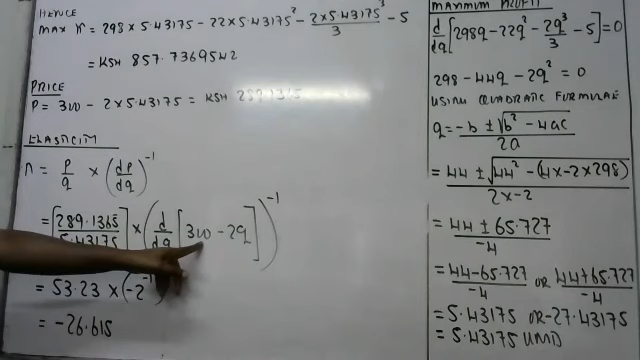 HENCE
MAX π = 298 × 5.43175 - 22 × 5.43175² - 2 × 5.43175³/3 - 5
= KSH 857.7369542
PRICE
P = 300 - 2 × 5.43175 = KSH 289.1365
ELASTICITY
η = P/q × (dP/dq)⁻¹
= [289.1365/5.43175] × (d/dq [300 - 2q])⁻¹
= 53.23 × (-2⁻¹)
= -26.615
MAXIMUM PROFIT
d/dq [298q - 22q² - 2q³/3 - 5] = 0
298 - 44q - 2q² = 0
USING QUADRATIC FORMULAE
q = -b ± √b² - 4ac / 2a
= 44 ± √44² - (4 × -2 × 298) / 2 × -2
= 44 ± 65.727 / -4
= 44 - 65.727 / -4 OR 44 + 65.727 / -4
= 5.43175 OR -27.43175
= 5.43175 UNITS